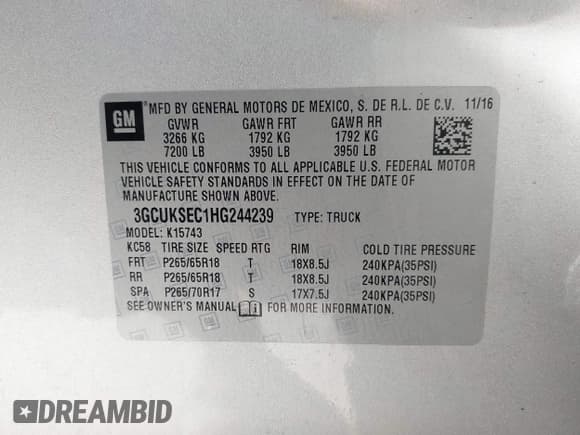 GM ® MFD BY GENERAL MOTORS DE MEXICO, S. DE R.L. DE C.V. 11/16
GVWR GAWR FRT GAWR RR
3266 KG 1792 KG 1792 KG
7200 LB 3950 LB 3950 LB
THIS VEHICLE CONFORMS TO ALL APPLICABLE U.S. FEDERAL MOTOR
VEHICLE SAFETY STANDARDS IN EFFECT ON THE DATE OF
MANUFACTURE SHOWN ABOVE.
3GCUKSEC1HG244239 TYPE: TRUCK
MODEL: K15743
KC58 TIRE SIZE SPEED RTG RIM COLD TIRE PRESSURE
FRT P265/65R18 T 18X8.5J 240KPA(35PSI)
RR P265/65R18 T 18X8.5J 240KPA(35PSI)
SPA P265/70R17 S 17X7.5J 240KPA(35PSI)
SEE OWNER'S MANUAL i FOR MORE INFORMATION.
DREAMBID